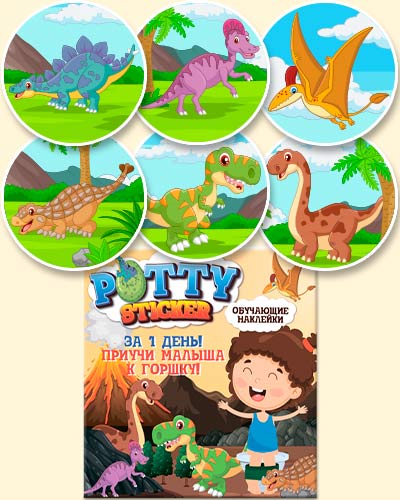 POTTY
STICKER
ОБУЧАЮЩИЕ
НАКЛЕЙКИ
ЗА 1 ДЕНЬ!
ПРИУЧИ МАЛЫША
К ГОРШКУ!